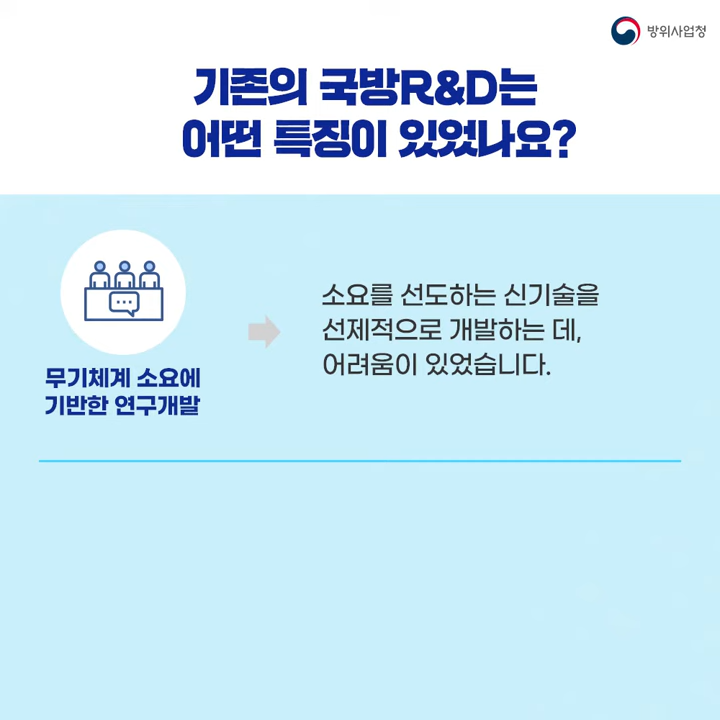 방위사업청
기존의 국방R&D는
어떤 특징이 있었나요?
무기체계 소요에
기반한 연구개발
소요를 선도하는 신기술을
선제적으로 개발하는 데,
어려움이 있었습니다.